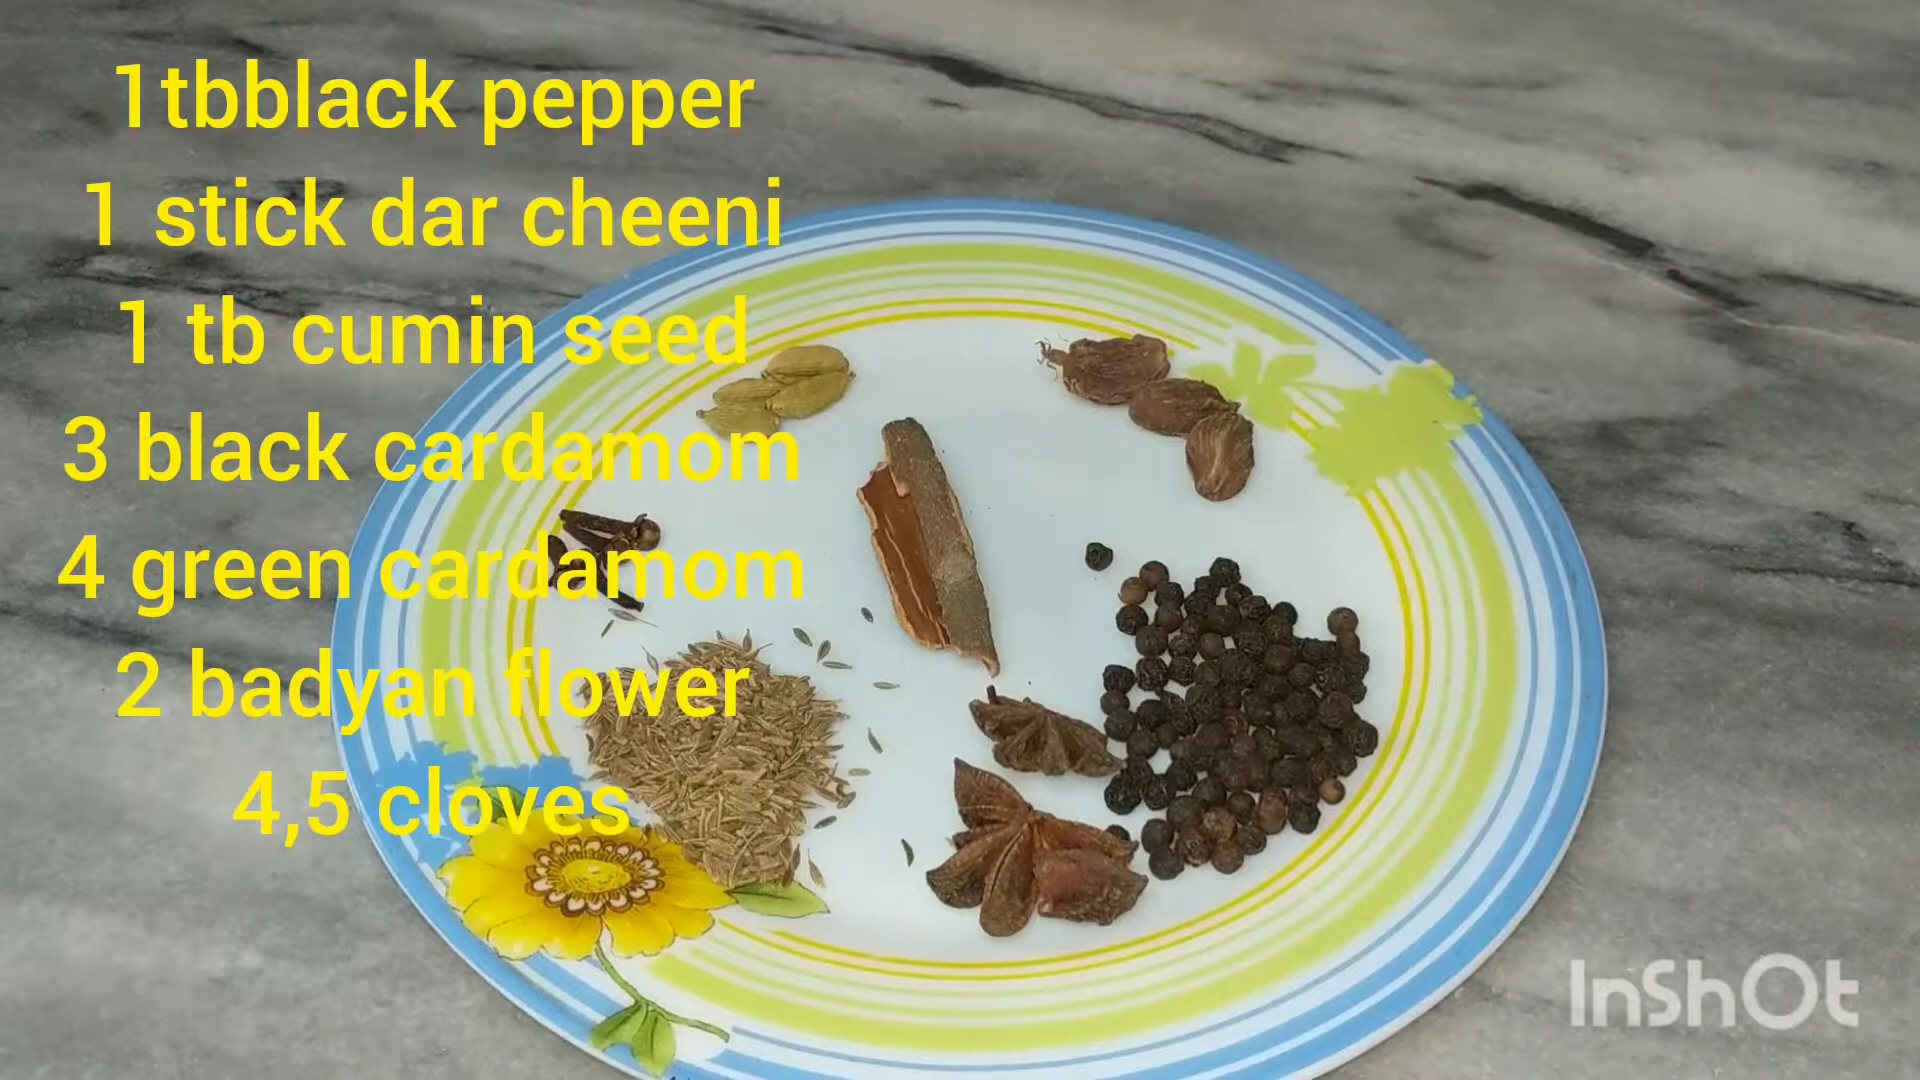 1tbblack pepper
1 stick dar cheeni
1 tb cumin seed
3 black cardamom
4 green cardamom
2 badyan flower
4,5 cloves
InShOt